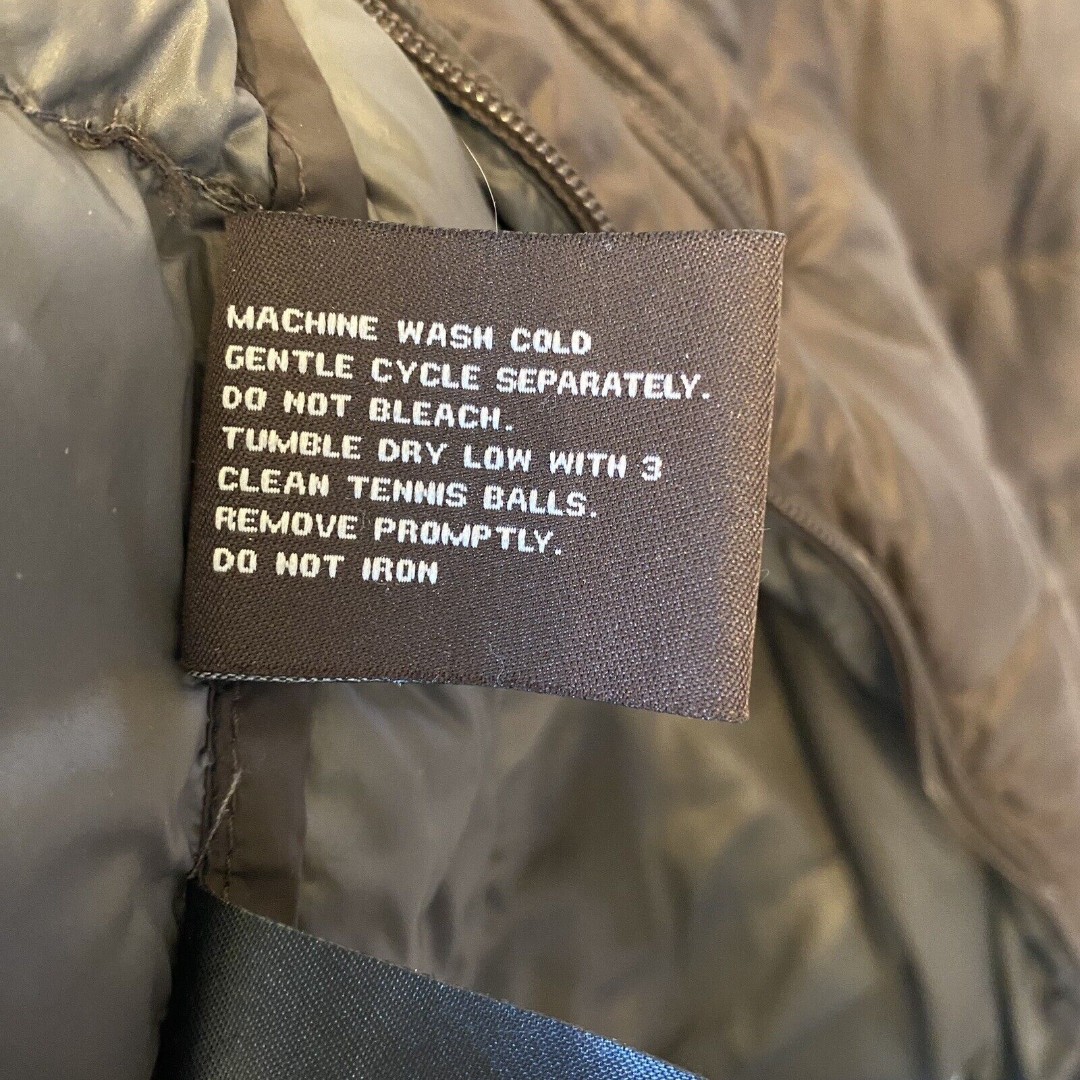 MACHINE WASH COLD
GENTLE CYCLE SEPARATELY.
DO NOT BLEACH.
TUMBLE DRY LOW WITH 3
CLEAN TENNIS BALLS.
REMOVE PROMPTLY.
DO NOT IRON